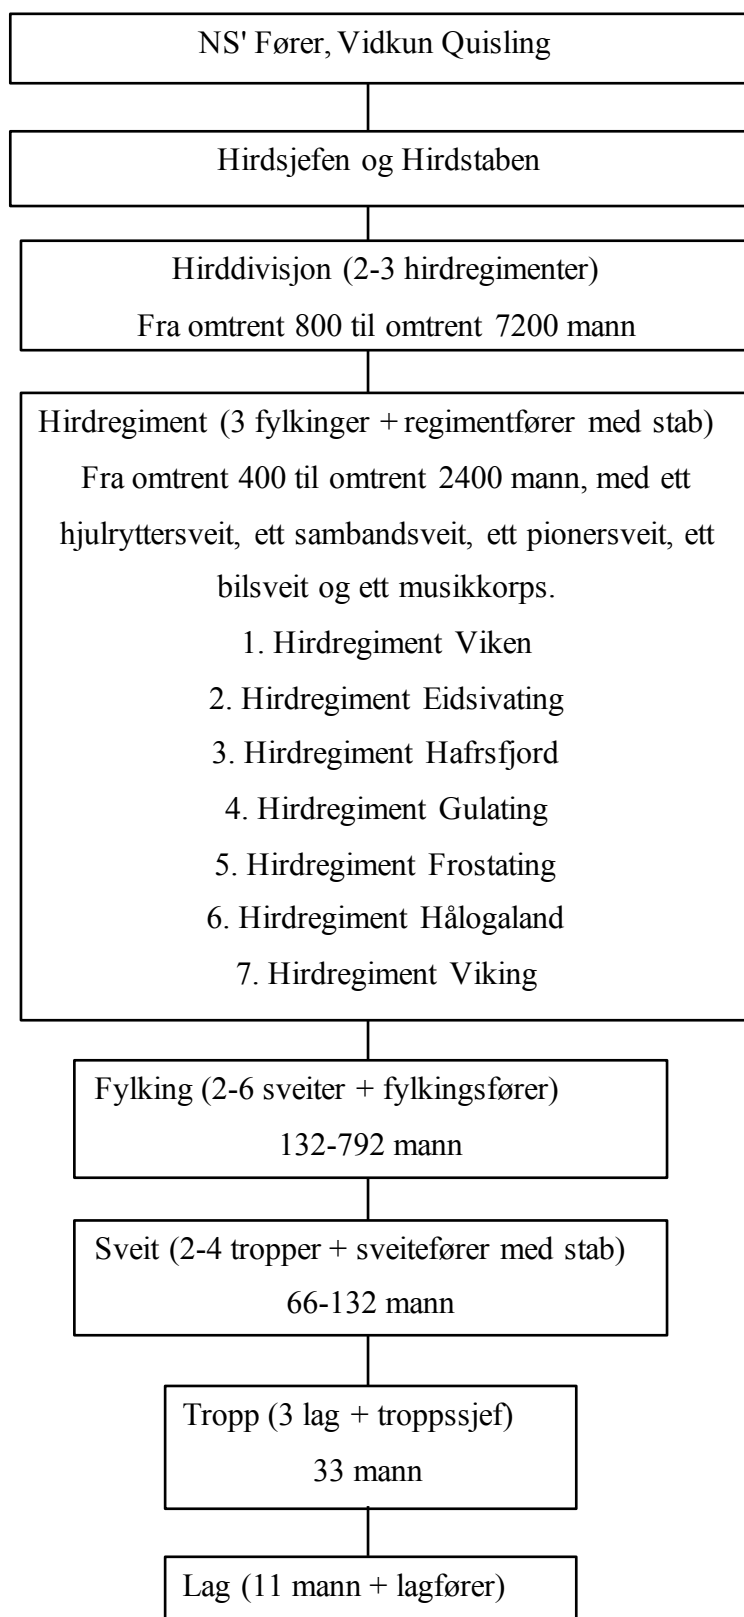 NS' Fører, Vidkun Quisling
Hirdsjefen og Hirdstaben
Hirddivisjon (2-3 hirdregimenter)
Fra omtrent 800 til omtrent 7200 mann
Hirdregiment (3 fylkinger + regimentfører med stab)
Fra omtrent 400 til omtrent 2400 mann, med ett
hjulryttersveit, ett sambandsveit, ett pionersveit, ett
bilsveit og ett musikkorps.
1. Hirdregiment Viken
2. Hirdregiment Eidsivating
3. Hirdregiment Hafrsfjord
4. Hirdregiment Gulating
5. Hirdregiment Frostating
6. Hirdregiment Hålogaland
7. Hirdregiment Viking
Fylking (2-6 sveiter + fylkingsfører)
132-792 mann
Sveit (2-4 tropper + sveitefører med stab)
66-132 mann
Tropp (3 lag + troppssjef)
33 mann
Lag (11 mann + lagfører)